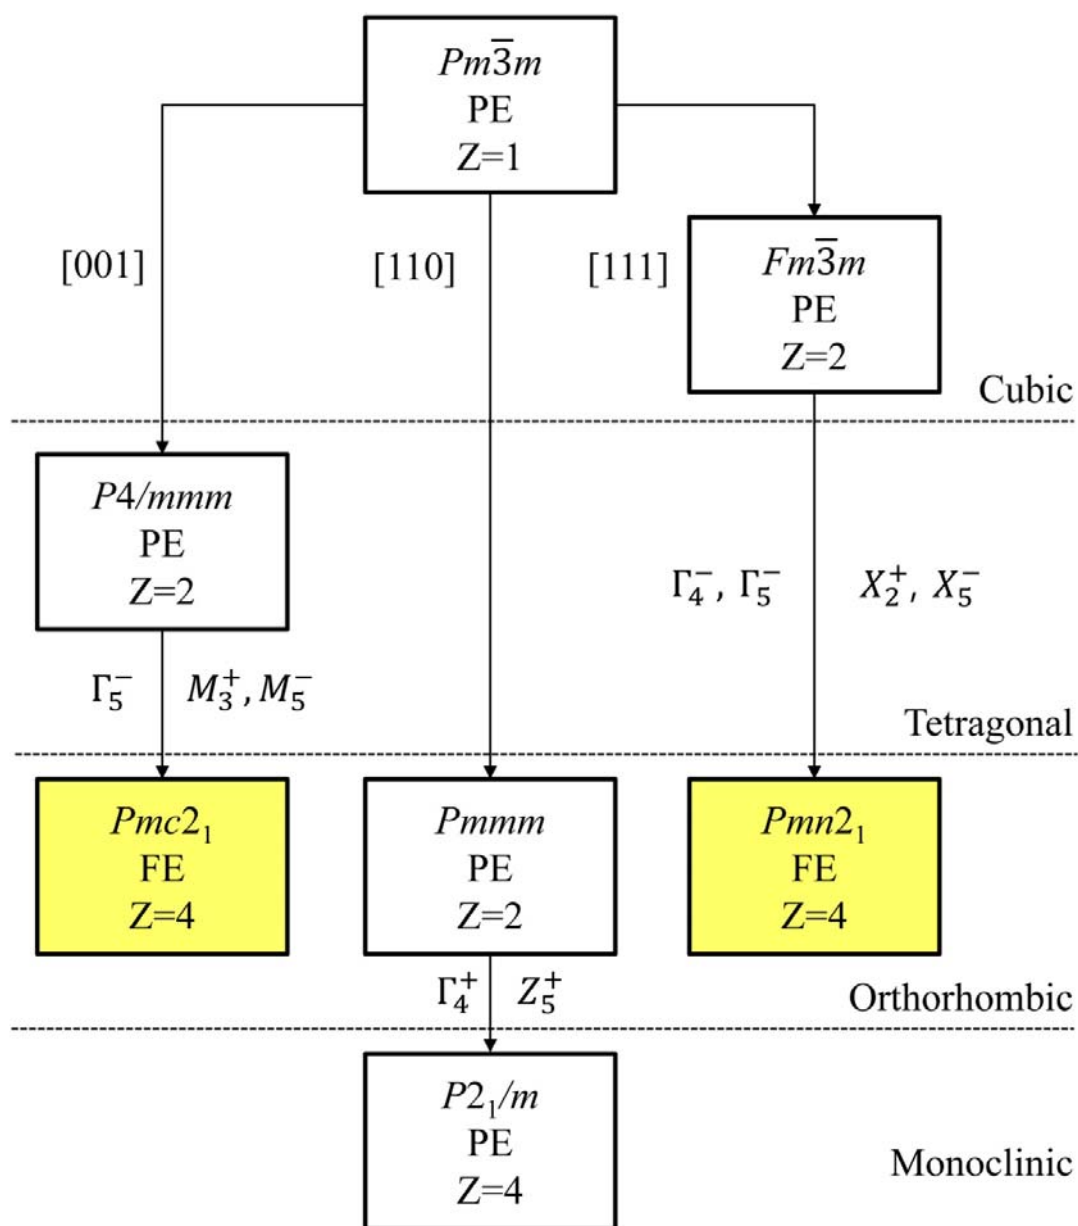 Pm3̅m
PE
Z=1
[001]
[110]
[111]
Fm3̅m
PE
Z=2
Cubic
P4/mmm
PE
Z=2
Γ₅⁻
M₃⁺, M₅⁻
Γ₄⁻, Γ₅⁻
X₂⁺, X₅⁻
Tetragonal
Pmc2₁
FE
Z=4
Pmmm
PE
Z=2
Pmn2₁
FE
Z=4
Γ₄⁺
Z₅⁺
Orthorhombic
P2₁/m
PE
Z=4
Monoclinic